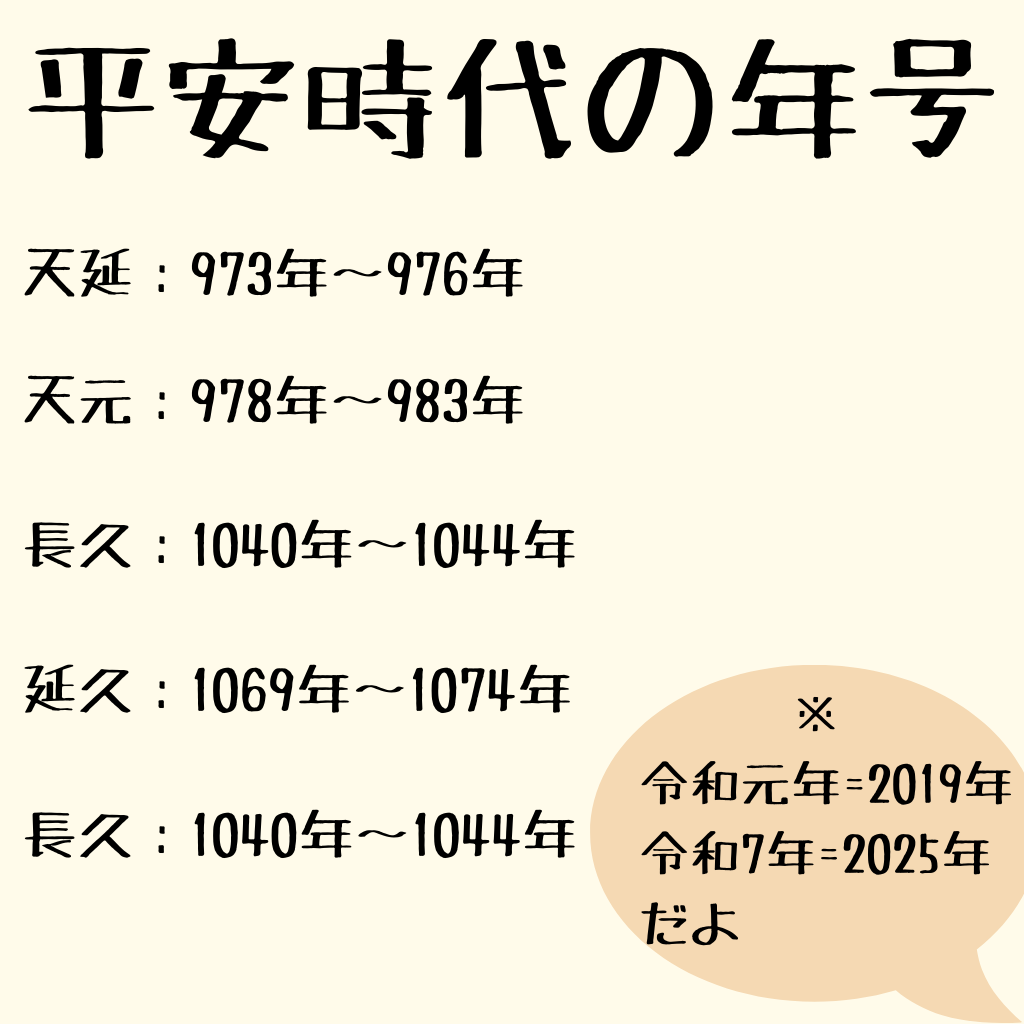 平安時代の年号
天延：973年～976年
天元：978年～983年
長久：1040年～1044年
延久：1069年～1074年
長久：1040年～1044年
※
令和元年=2019年
令和7年=2025年
だよ